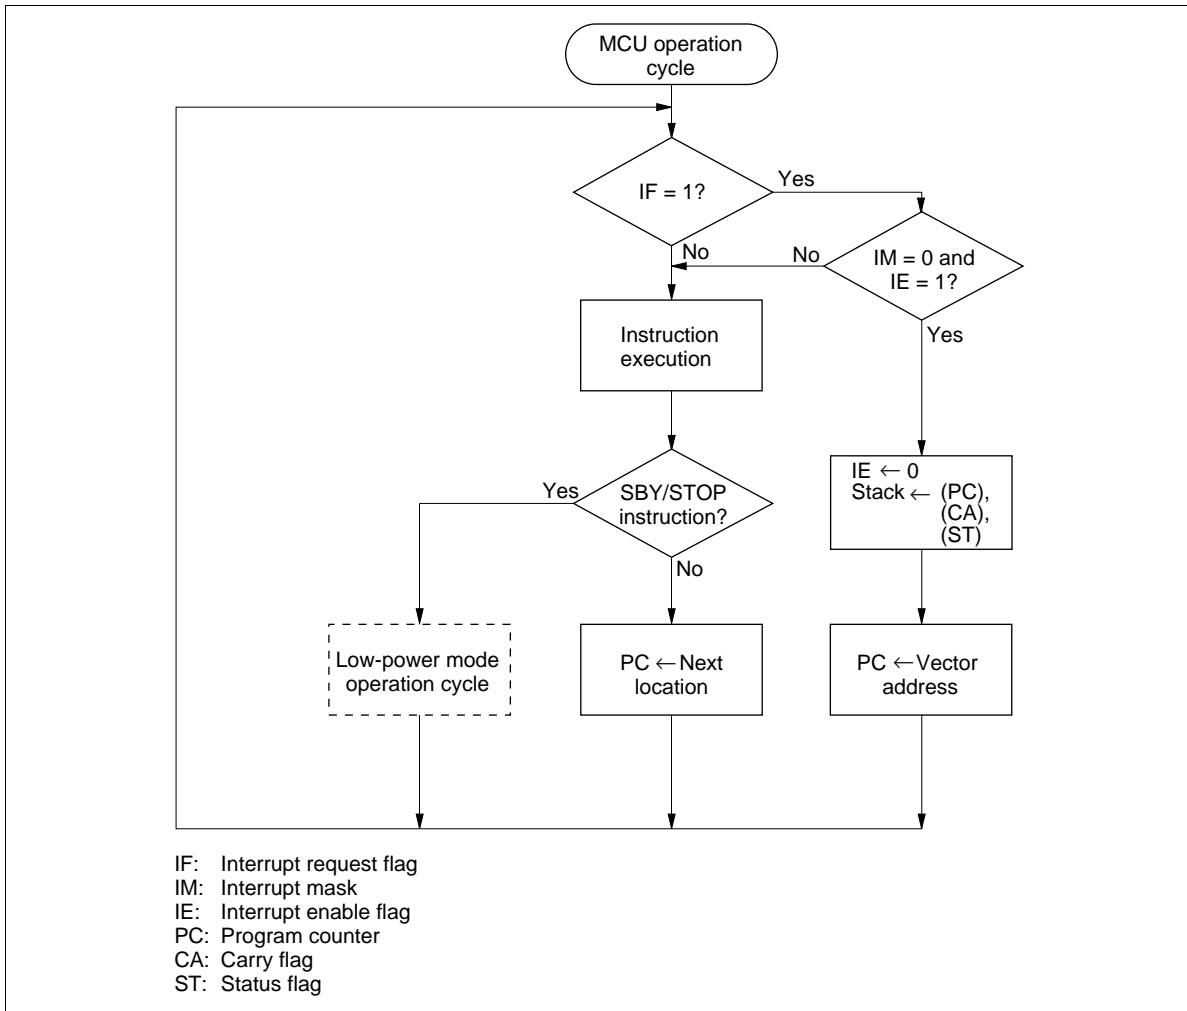 MCU operation
cycle
IF = 1?
Yes
No
No
IM = 0 and
IE = 1?
Yes
Instruction
execution
IE ← 0
Stack ← (PC),
(CA),
(ST)
Yes
SBY/STOP
instruction?
No
Low-power mode
operation cycle
PC ← Next
location
PC ← Vector
address
IF: Interrupt request flag
IM: Interrupt mask
IE: Interrupt enable flag
PC: Program counter
CA: Carry flag
ST: Status flag